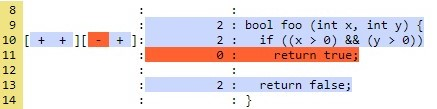 8 : :
9 : 2 : bool foo (int x, int y) {
10 [ + + ][ - + ]: 2 : if ((x > 0) && (y > 0))
11 : 0 : return true;
12 : :
13 : 2 : return false;
14 : : }